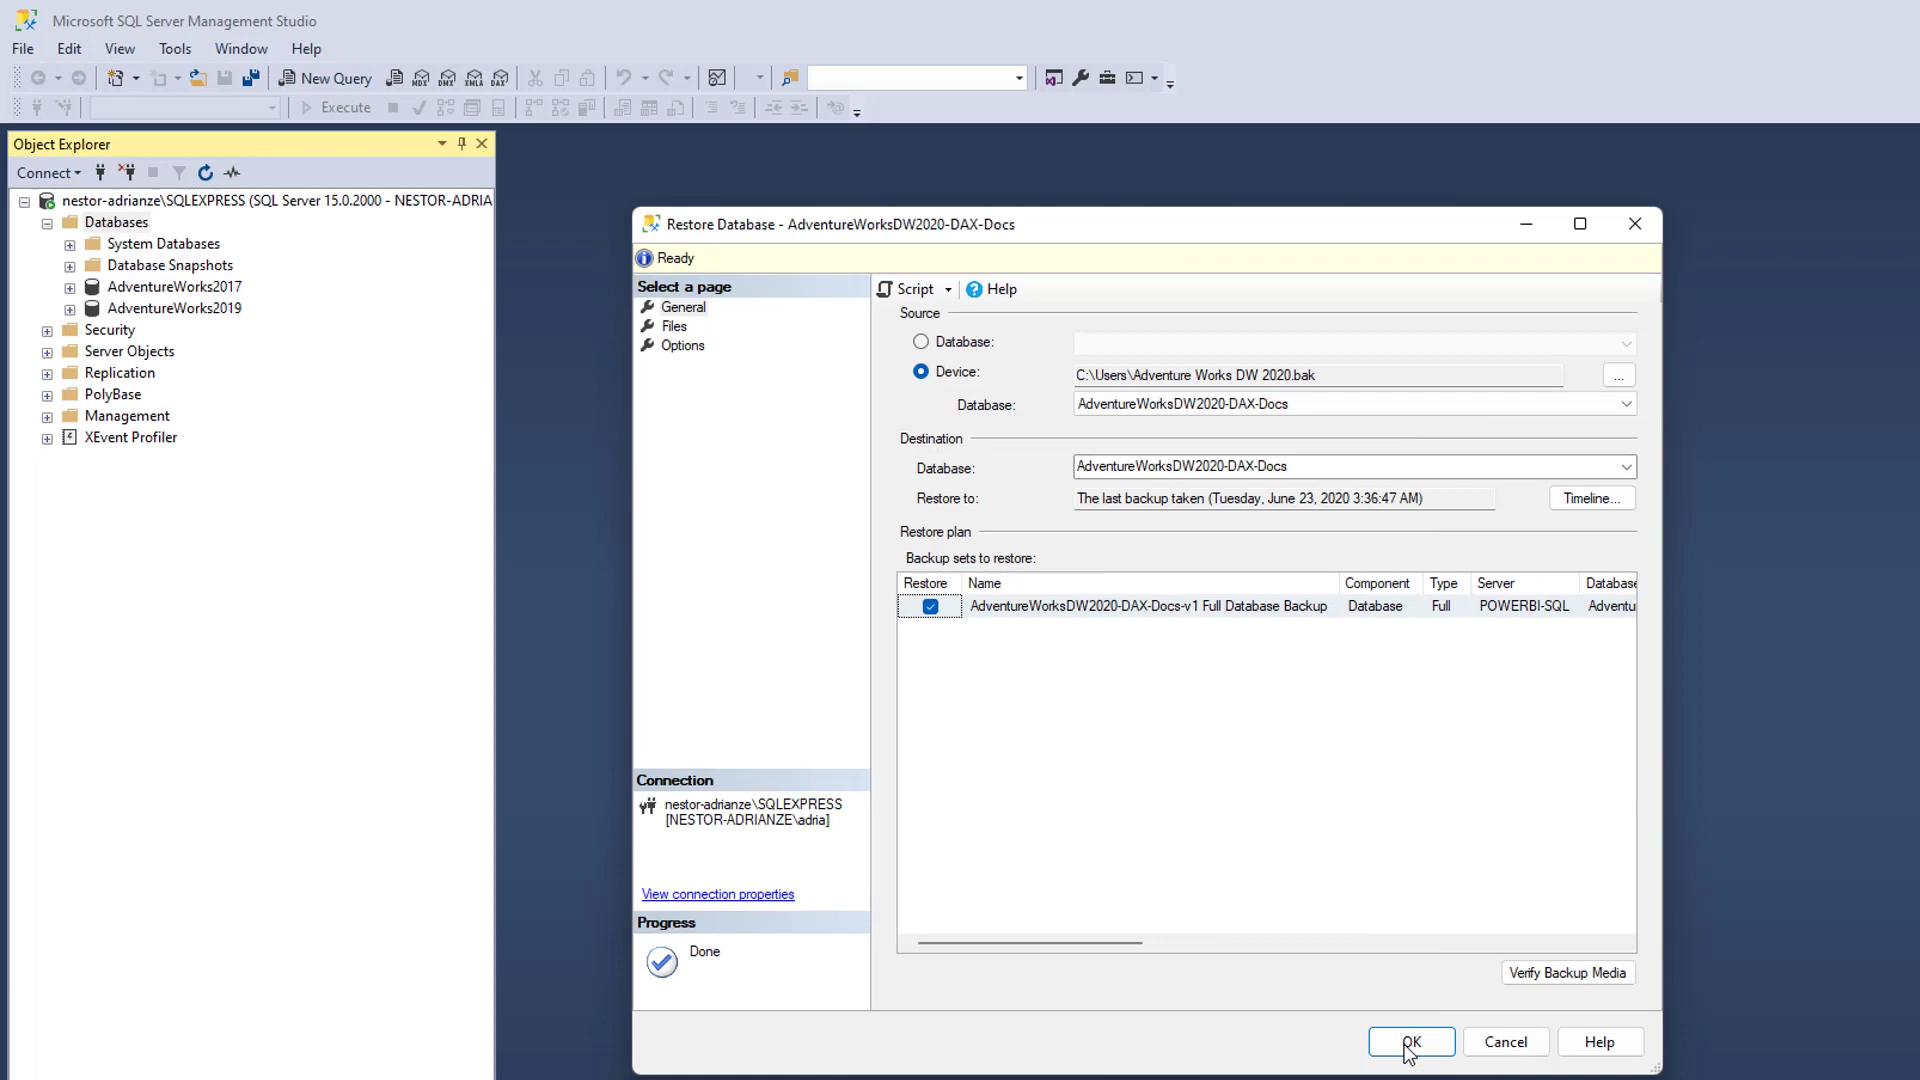 Microsoft SQL Server Management Studio
File Edit View Tools Window Help
New Query MDX DMX XMLA DAX
Execute
Object Explorer
Connect
nestor-adrianze\SQLEXPRESS (SQL Server 15.0.2000 - NESTOR-ADRIA
Databases
System Databases
Database Snapshots
AdventureWorks2017
AdventureWorks2019
Security
Server Objects
Replication
PolyBase
Management
XEvent Profiler
Restore Database - AdventureWorksDW2020-DAX-Docs
Ready
Select a page
General
Files
Options
Connection
nestor-adrianze\SQLEXPRESS
[NESTOR-ADRIANZE\adria]
View connection properties
Progress
Done
Script Help
Source
Database:
Device: C:\Users\Adventure Works DW 2020.bak ...
Database: AdventureWorksDW2020-DAX-Docs
Destination
Database: AdventureWorksDW2020-DAX-Docs
Restore to: The last backup taken (Tuesday, June 23, 2020 3:36:47 AM) Timeline...
Restore plan
Backup sets to restore:
Restore Name Component Type Server Database
AdventureWorksDW2020-DAX-Docs-v1 Full Database Backup Database Full POWERBI-SQL Adventu
Verify Backup Media
OK Cancel Help